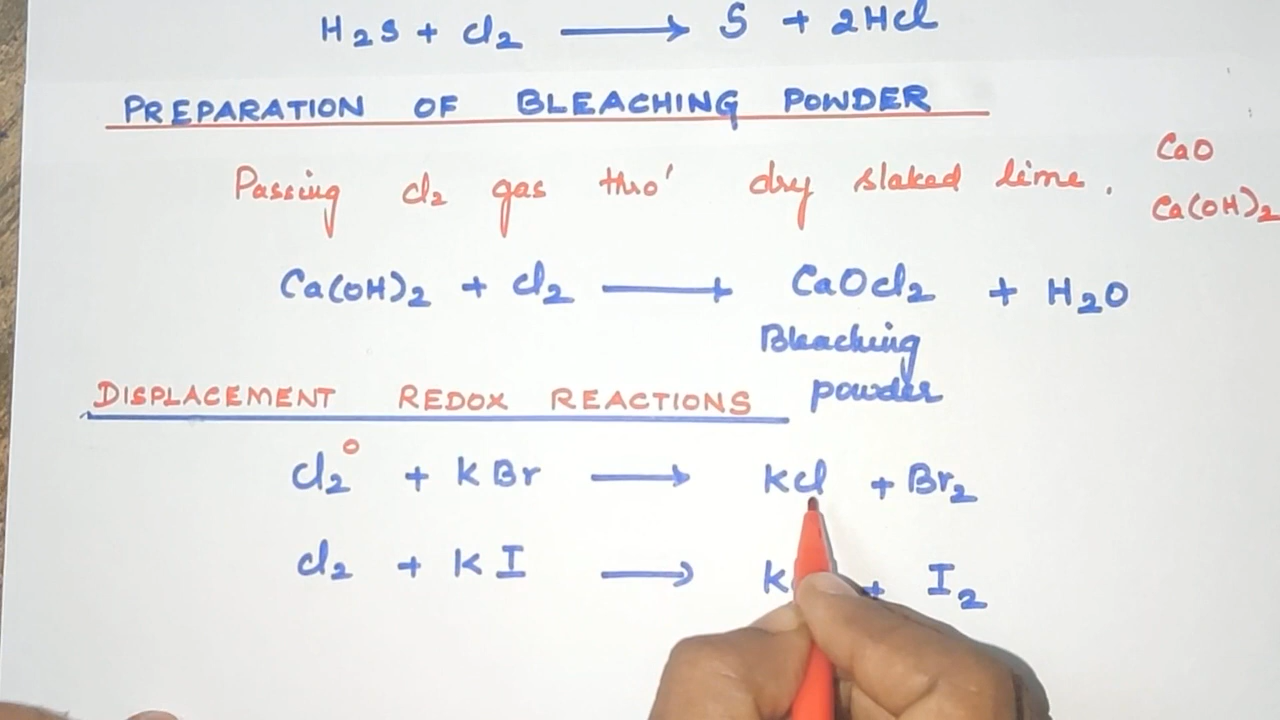 H₂S + Cl₂ ⟶ S + 2HCl
PREPARATION OF BLEACHING POWDER
Passing Cl₂ gas thro' dry slaked lime.
CaO
Ca(OH)₂
Ca(OH)₂ + Cl₂ ⟶ CaOCl₂ + H₂O
Bleaching
powder
DISPLACEMENT REDOX REACTIONS
Cl₂⁰ + KBr ⟶ KCl + Br₂
Cl₂ + KI ⟶ K + I₂